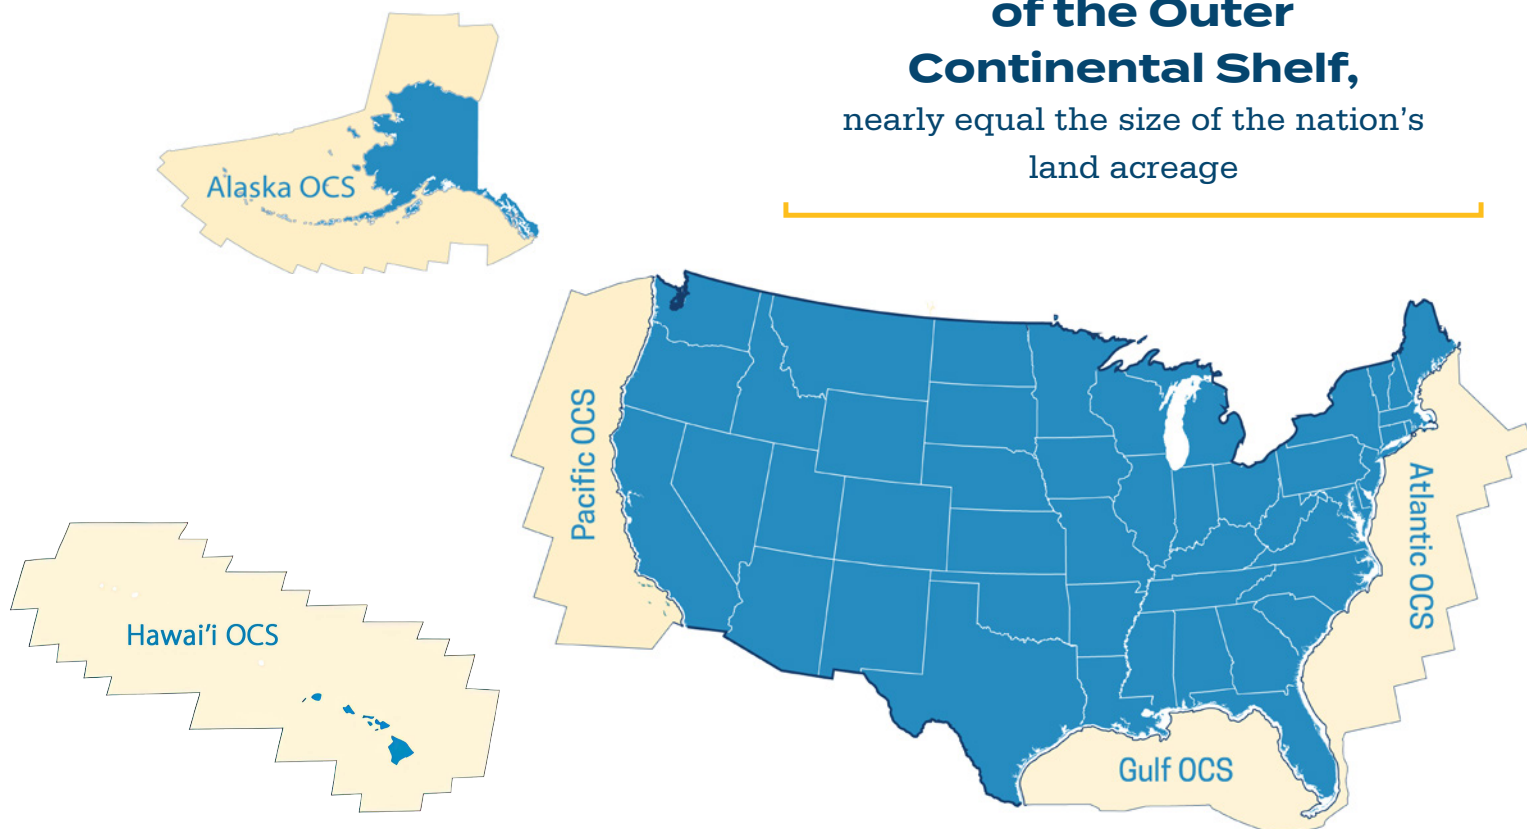 of the Outer
Continental Shelf,
nearly equal the size of the nation's
land acreage
Alaska OCS
Pacific OCS
Atlantic OCS
Hawai'i OCS
Gulf OCS